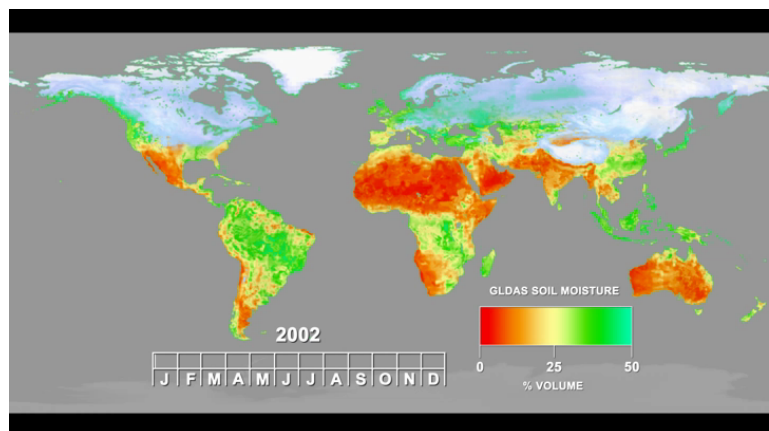 GLDAS SOIL MOISTURE
2002
0 25 50
J F M A M J J A S O N D
% VOLUME